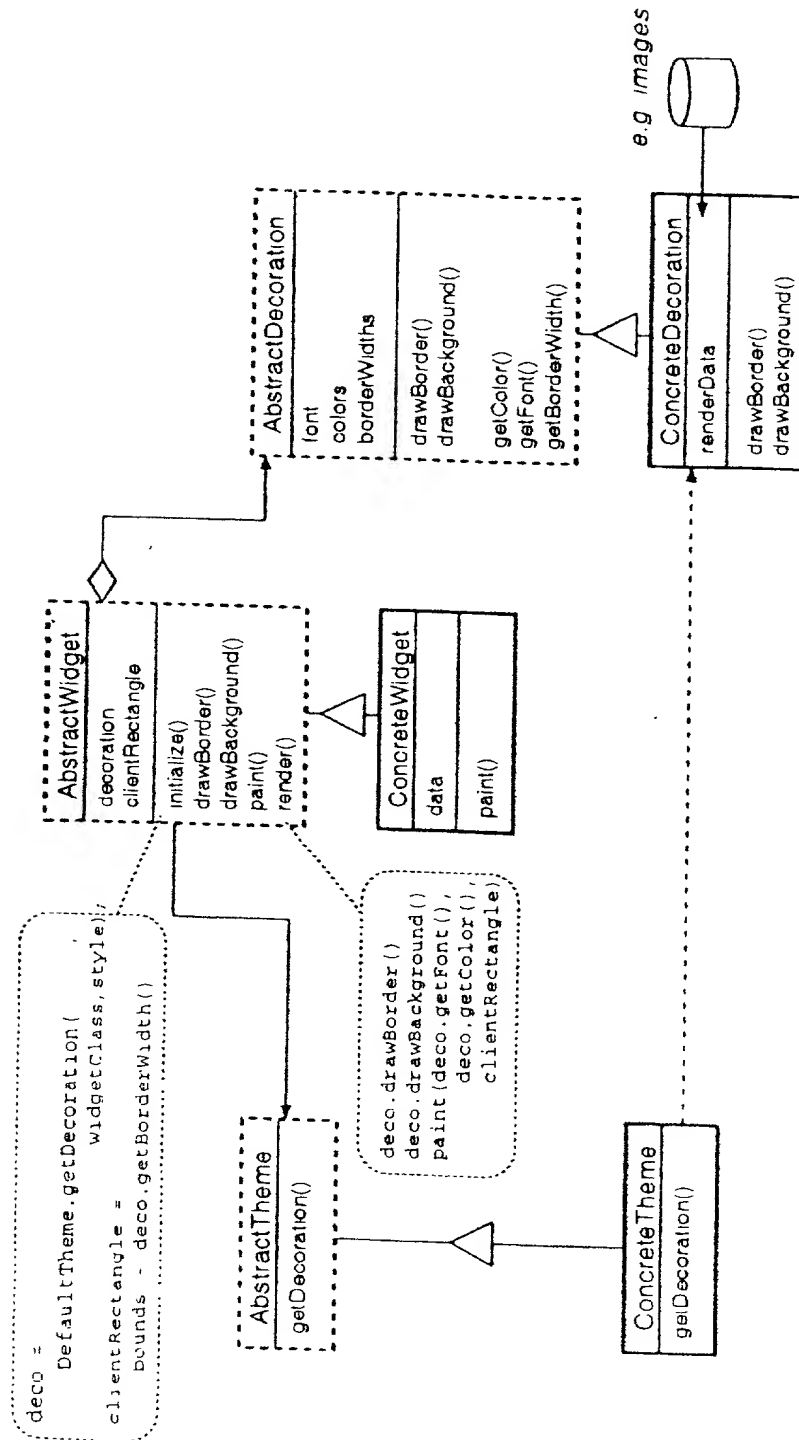 deco =
DefaultTheme.getDecoration(
widgetClass,style);
clientRectangle =
bounds - deco.getBorderWidth()
AbstractWidget
decoration
clientRectangle
initialize()
drawBorder()
drawBackground()
paint()
render()
AbstractDecoration
font
colors
borderWidths
drawBorder()
drawBackground()
getColor()
getFont()
getBorderWidth()
AbstractTheme
getDecoration()
deco.drawBorder()
deco.drawBackground()
paint(deco.getFont(),
deco.getColor(),
clientRectangle)
ConcreteWidget
data
paint()
ConcreteTheme
getDecoration()
ConcreteDecoration
renderData
drawBorder()
drawBackground()
e.g images